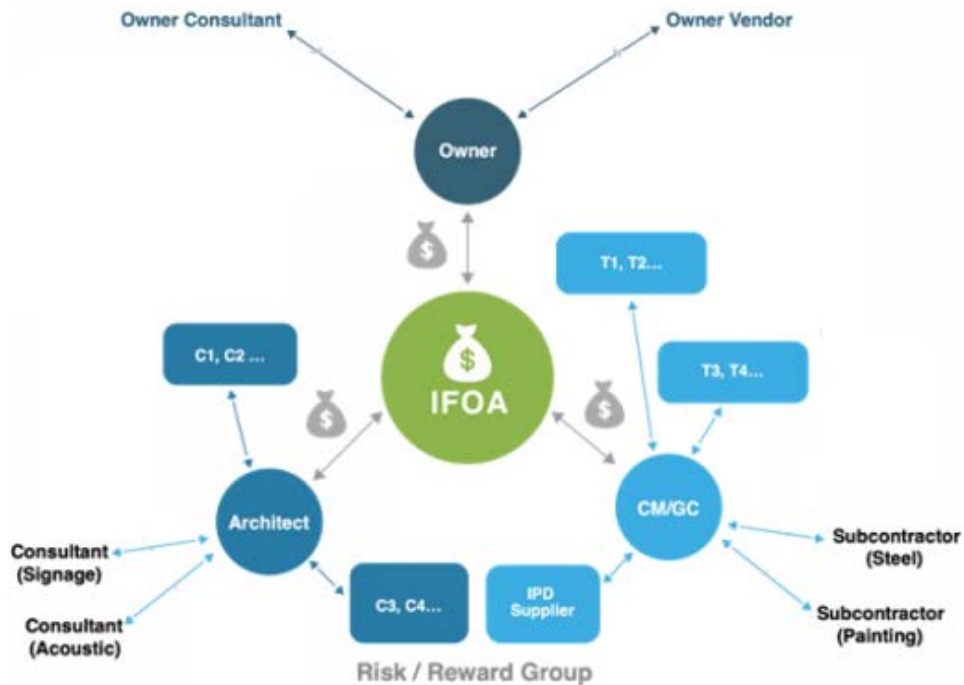 Owner Consultant
Owner Vendor
Owner
$
T1, T2...
$
IFOA
C1, C2 ...
T3, T4...
$
$
Architect
CM/GC
Consultant
(Signage)
Subcontractor
(Steel)
C3, C4...
IPD
Supplier
Consultant
(Acoustic)
Subcontractor
(Painting)
Risk / Reward Group